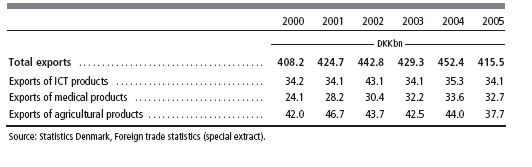 2000 2001 2002 2003 2004 2005
DKKbn
Total exports ........................................ 408.2 424.7 442.8 429.3 452.4 415.5
Exports of ICT products ................................ 34.2 34.1 43.1 34.1 35.3 34.1
Exports of medical products ........................... 24.1 28.2 30.4 32.2 33.6 32.7
Exports of agricultural products ........................ 42.0 46.7 43.7 42.5 44.0 37.7
Source: Statistics Denmark, Foreign trade statistics (special extract).